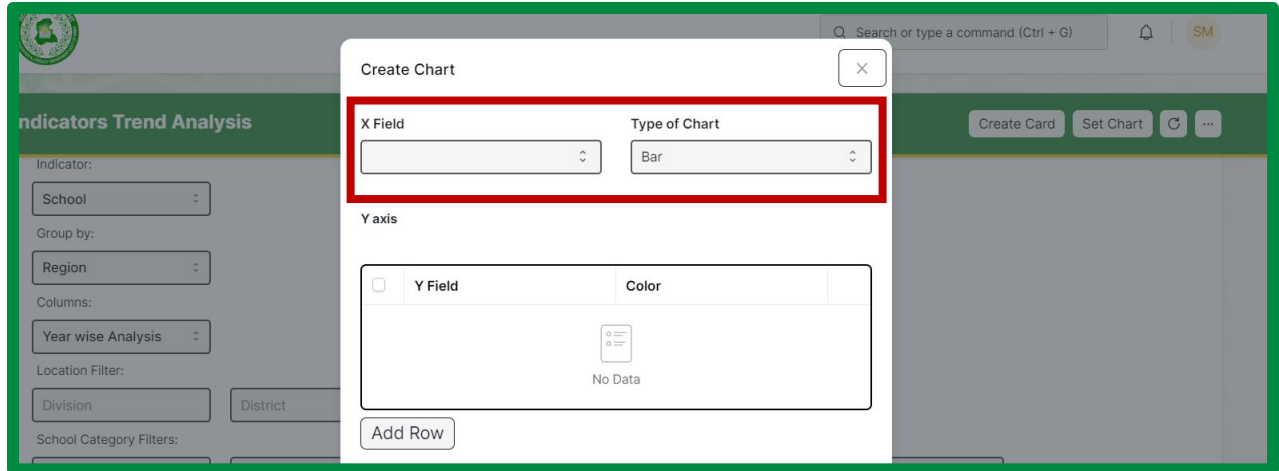 Search or type a command (Ctrl + G)
SM
Create Chart
ndicators Trend Analysis
Create Card
Set Chart
X Field
Type of Chart
Bar
Indicator:
School
Group by:
Region
Columns:
Year wise Analysis
Location Filter:
Division
District
School Category Filters:
Y axis
Y Field
Color
No Data
Add Row